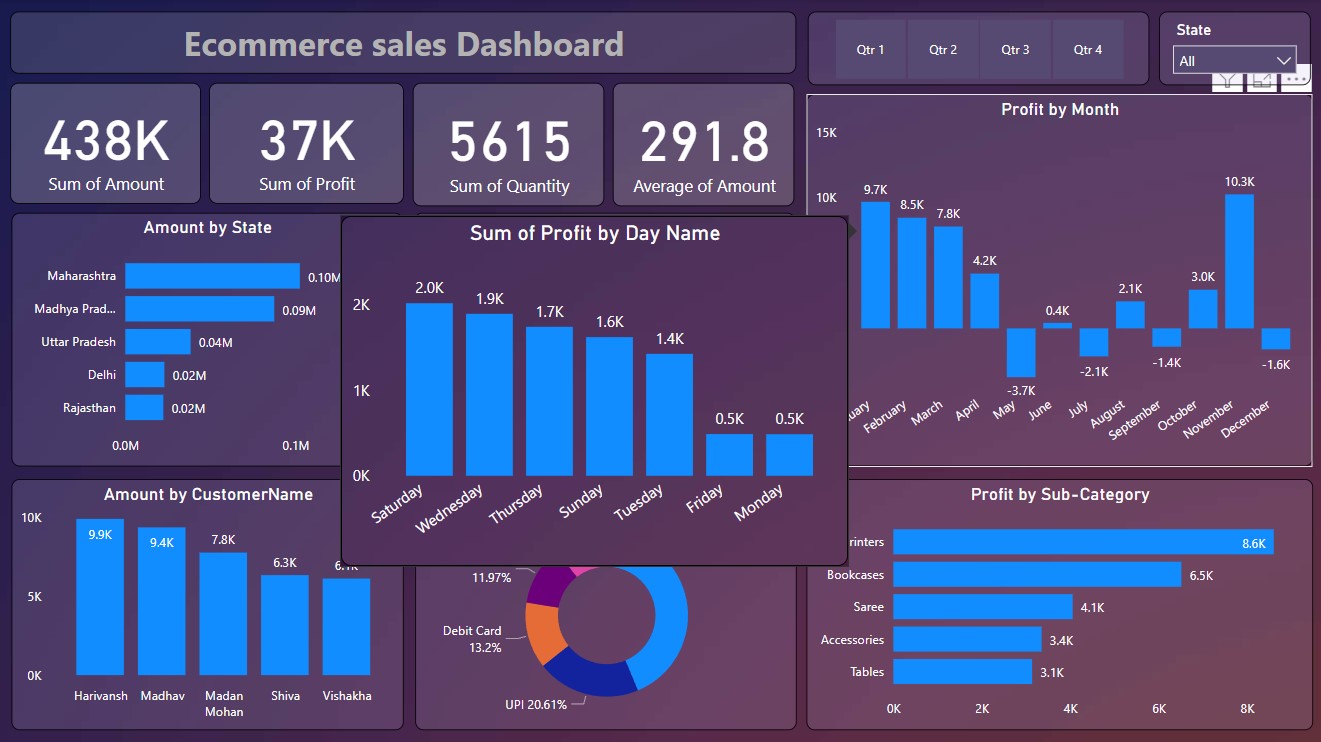 Ecommerce sales Dashboard
Qtr 1
Qtr 2
Qtr 3
Qtr 4
State
All
438K
Sum of Amount
37K
Sum of Profit
5615
Sum of Quantity
291.8
Average of Amount
Profit by Month
15K
10K
9.7K
8.5K
7.8K
4.2K
-3.7K
0.4K
-2.1K
2.1K
-1.4K
3.0K
10.3K
-1.6K
uary
February
March
April
May
June
July
August
September
October
November
December
Amount by State
Maharashtra
0.10M
Madhya Prad...
0.09M
Uttar Pradesh
0.04M
Delhi
0.02M
Rajasthan
0.02M
0.0M
0.1M
Sum of Profit by Day Name
2K
1K
0K
2.0K
1.9K
1.7K
1.6K
1.4K
0.5K
0.5K
Saturday
Wednesday
Thursday
Sunday
Tuesday
Friday
Monday
Amount by CustomerName
10K
5K
0K
9.9K
9.4K
7.8K
6.3K
Harivansh
Madhav
Madan
Mohan
Shiva
Vishakha
11.97%
Debit Card
13.2%
UPI 20.61%
Profit by Sub-Category
rinters
8.6K
Bookcases
6.5K
Saree
4.1K
Accessories
3.4K
Tables
3.1K
0K
2K
4K
6K
8K